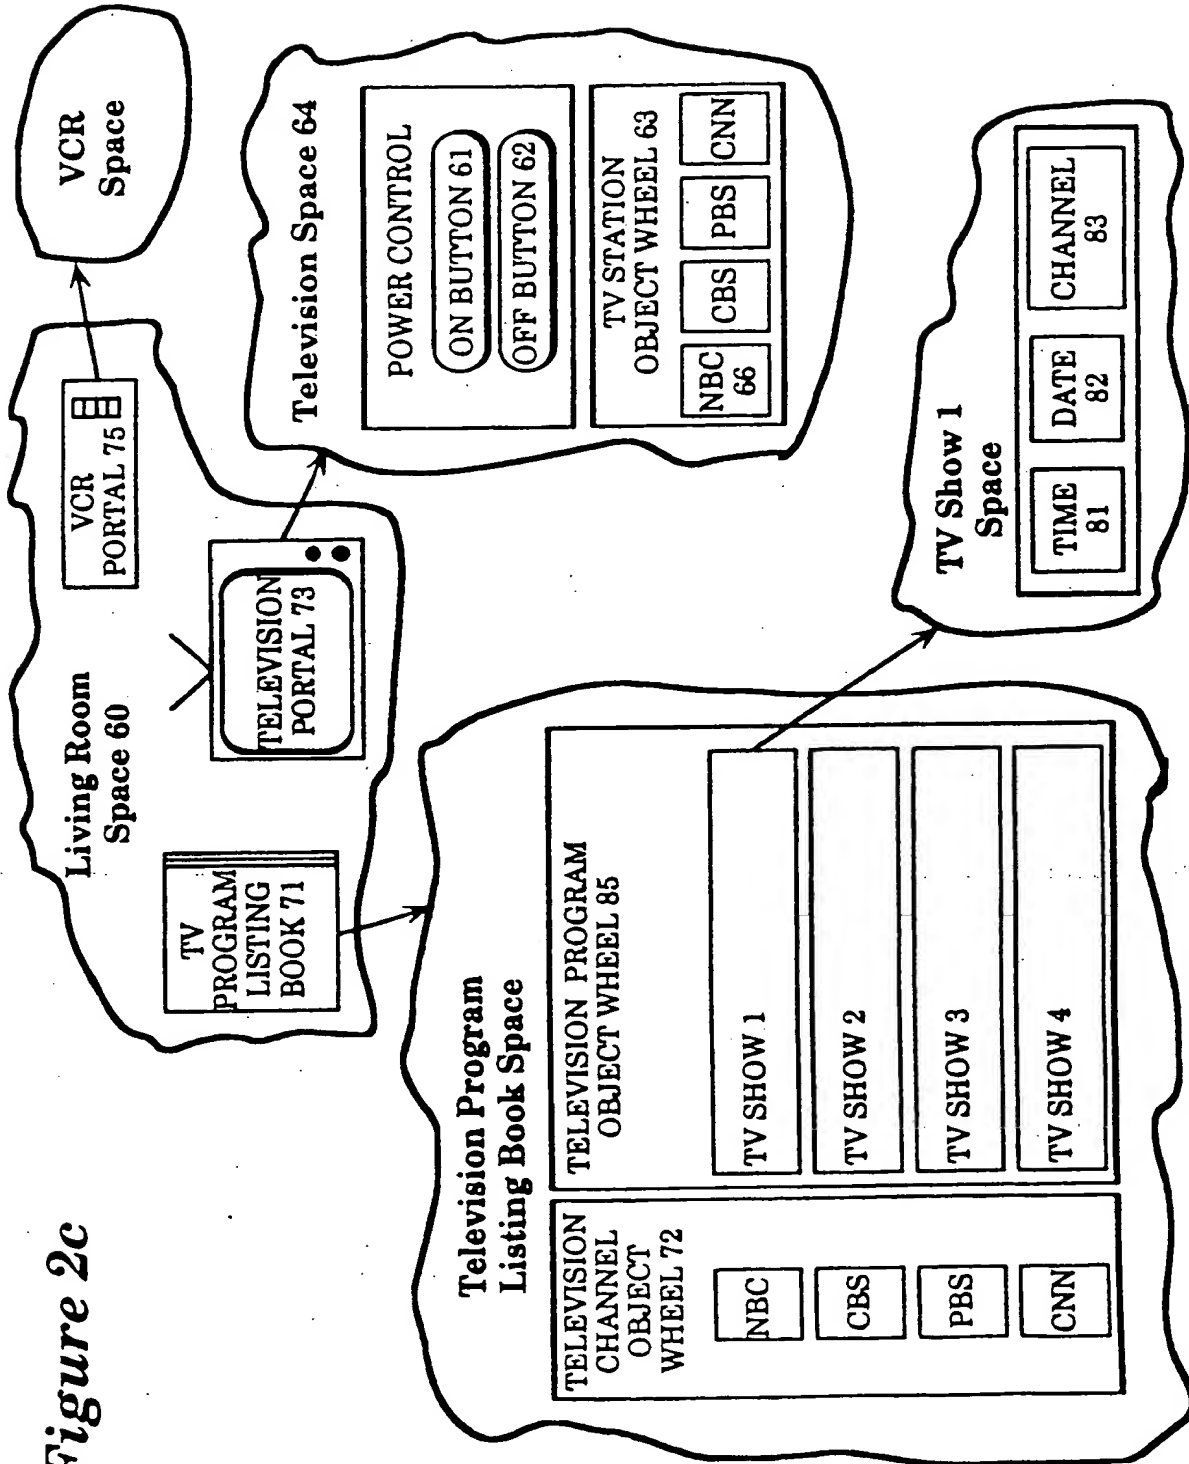 Figure 2c
Living Room
Space 60
TV
PROGRAM
LISTING
BOOK 71
TELEVISION
PORTAL 73
VCR
PORTAL 75
VCR
Space
Television Space 64
POWER CONTROL
ON BUTTON 61
OFF BUTTON 62
TV STATION
OBJECT WHEEL 63
NBC
66
CBS
PBS
CNN
Television Program
Listing Book Space
TELEVISION
CHANNEL
OBJECT
WHEEL 72
NBC
CBS
PBS
CNN
TELEVISION PROGRAM
OBJECT WHEEL 85
TV SHOW 1
TV SHOW 2
TV SHOW 3
TV SHOW 4
TV Show 1
Space
TIME
81
DATE
82
CHANNEL
83